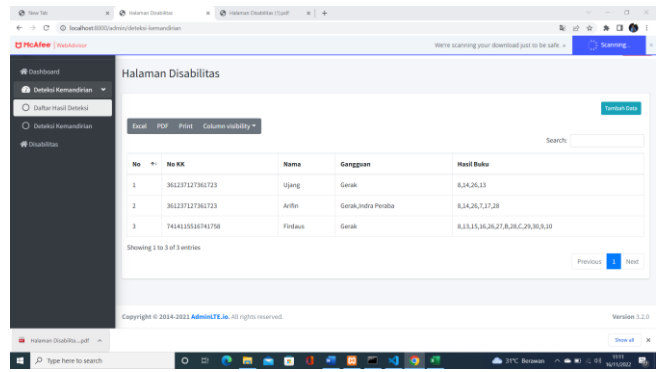 New Tab
Halaman Disabilitas
Halaman Disabilitas (1).pdf
localhost:8000/admin/deteksi-kemandirian
McAfee | WebAdvisor
We're scanning your download just to be safe.
Scanning...
Dashboard
Deteksi Kemandirian
Daftar Hasil Deteksi
Deteksi Kemandirian
Disabilitas
Halaman Disabilitas
Tambah Data
Excel PDF Print Column visibility
Search:
No No KK Nama Gangguan Hasil Buku
1 361237127361723 Ujang Gerak 8,14,26,13
2 361237127361723 Arifin Gerak,Indra Peraba 8,14,26,7,17,28
3 7414115516741758 Firdaus Gerak 8,13,15,16,26,27,B,28,C,29,30,9,10
Showing 1 to 3 of 3 entries
Previous 1 Next
Copyright © 2014-2021 AdminLTE.io. All rights reserved.
Version 3.2.0
Halaman Disabilita....pdf
Show all
Type here to search
31°C Berawan
11:11
16/11/2022